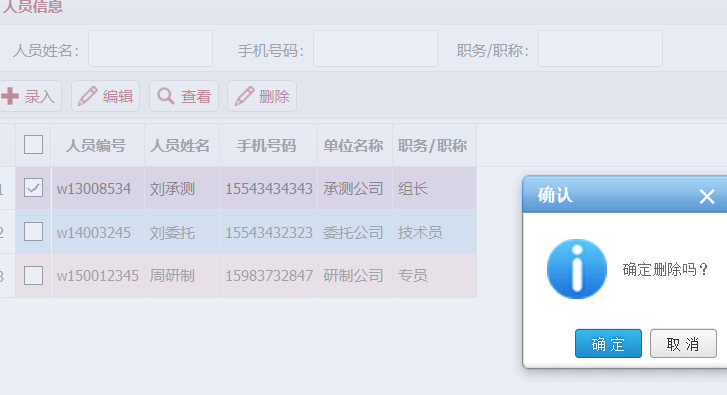 人员信息
人员姓名： 手机号码： 职务/职称：
录入 编辑 查看 删除
人员编号 人员姓名 手机号码 单位名称 职务/职称
1 w13008534 刘承测 15543434343 承测公司 组长
2 w14003245 刘委托 15543432323 委托公司 技术员
3 w150012345 周研制 15983732847 研制公司 专员
确认
确定删除吗？
确定 取消